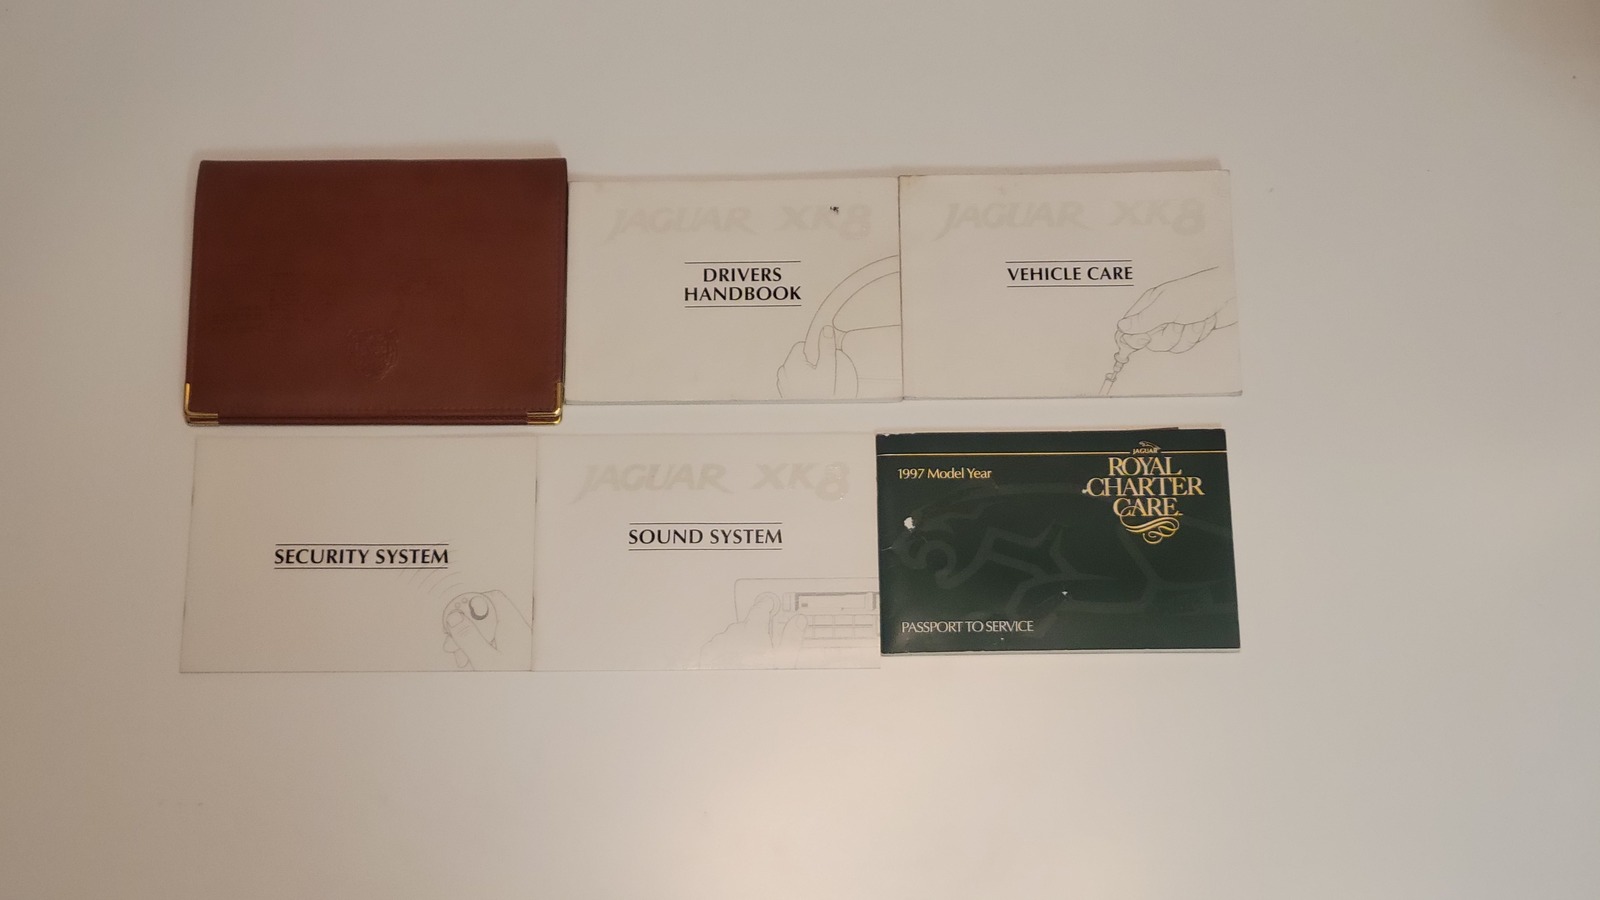 JAGUAR XK8
DRIVERS
HANDBOOK
JAGUAR XK8
VEHICLE CARE
SECURITY SYSTEM
JAGUAR XK8
SOUND SYSTEM
1997 Model Year
JAGUAR
ROYAL
CHARTER
CARE
PASSPORT TO SERVICE